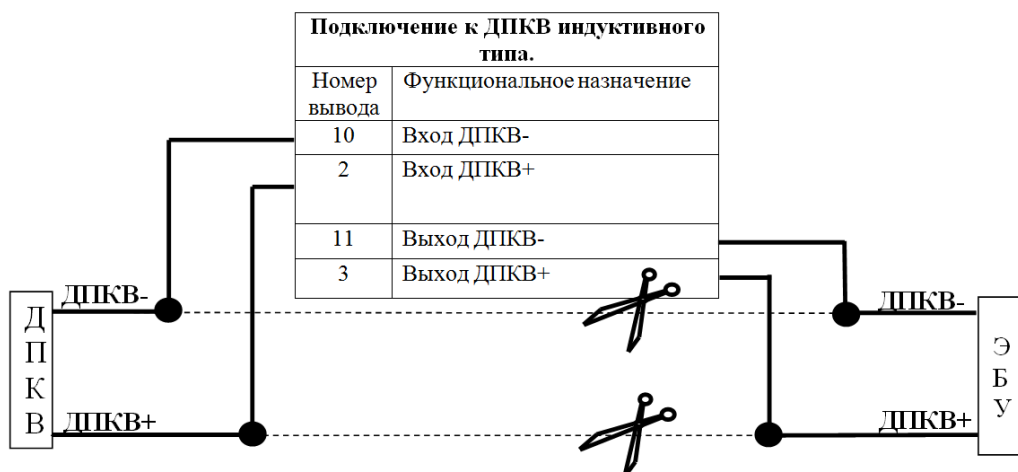 Подключение к ДПКВ индуктивного
типа.
Номер
вывода
Функциональное назначение
10
Вход ДПКВ-
2
Вход ДПКВ+
11
Выход ДПКВ-
3
Выход ДПКВ+
ДПКВ-
ДПКВ-
Д
П
К
В
Э
Б
У
ДПКВ+
ДПКВ+